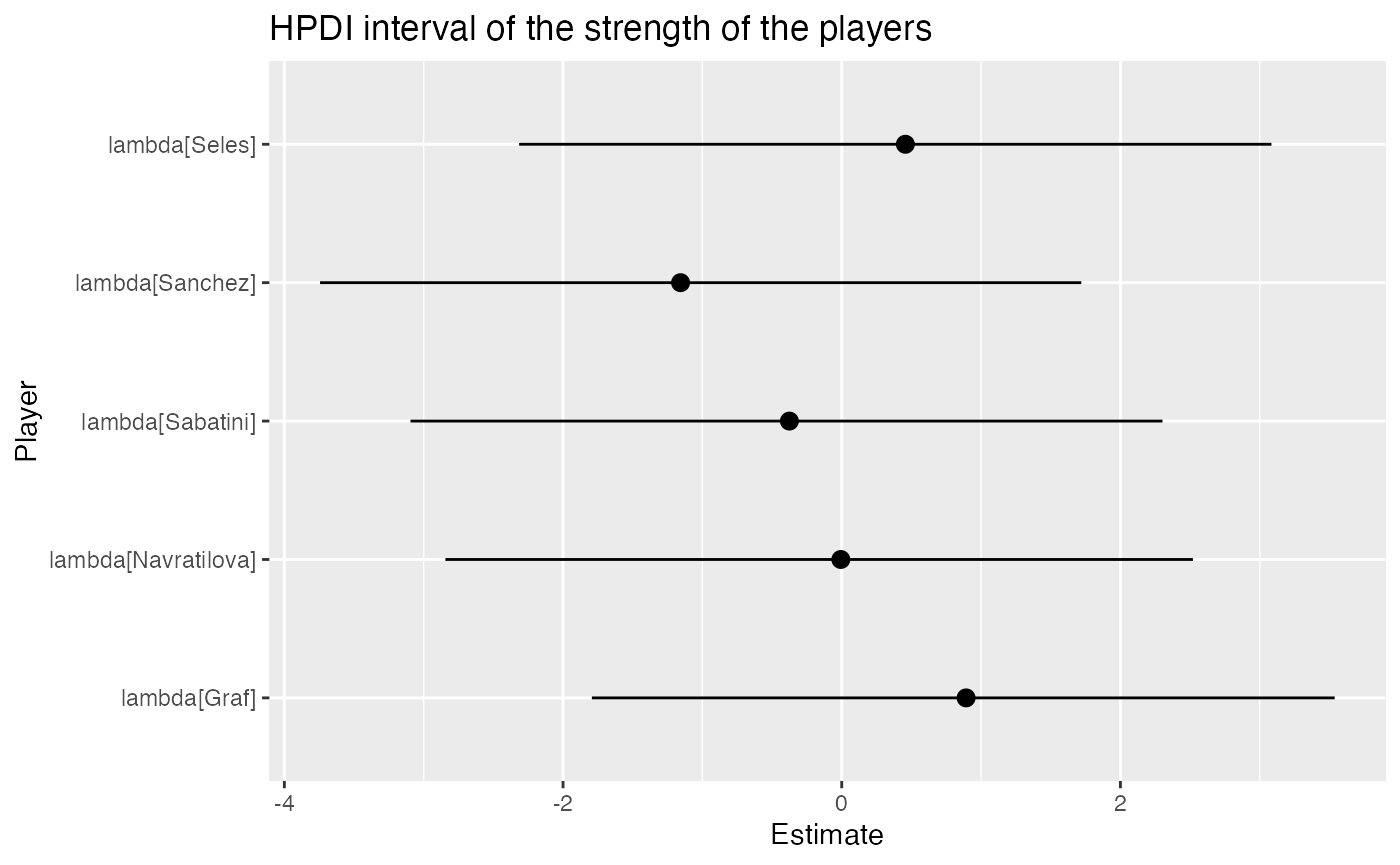 HPDI interval of the strength of the players
lambda[Seles]
lambda[Sanchez]
lambda[Sabatini]
lambda[Navratilova]
lambda[Graf]
Player
-4 -2 0 2
Estimate